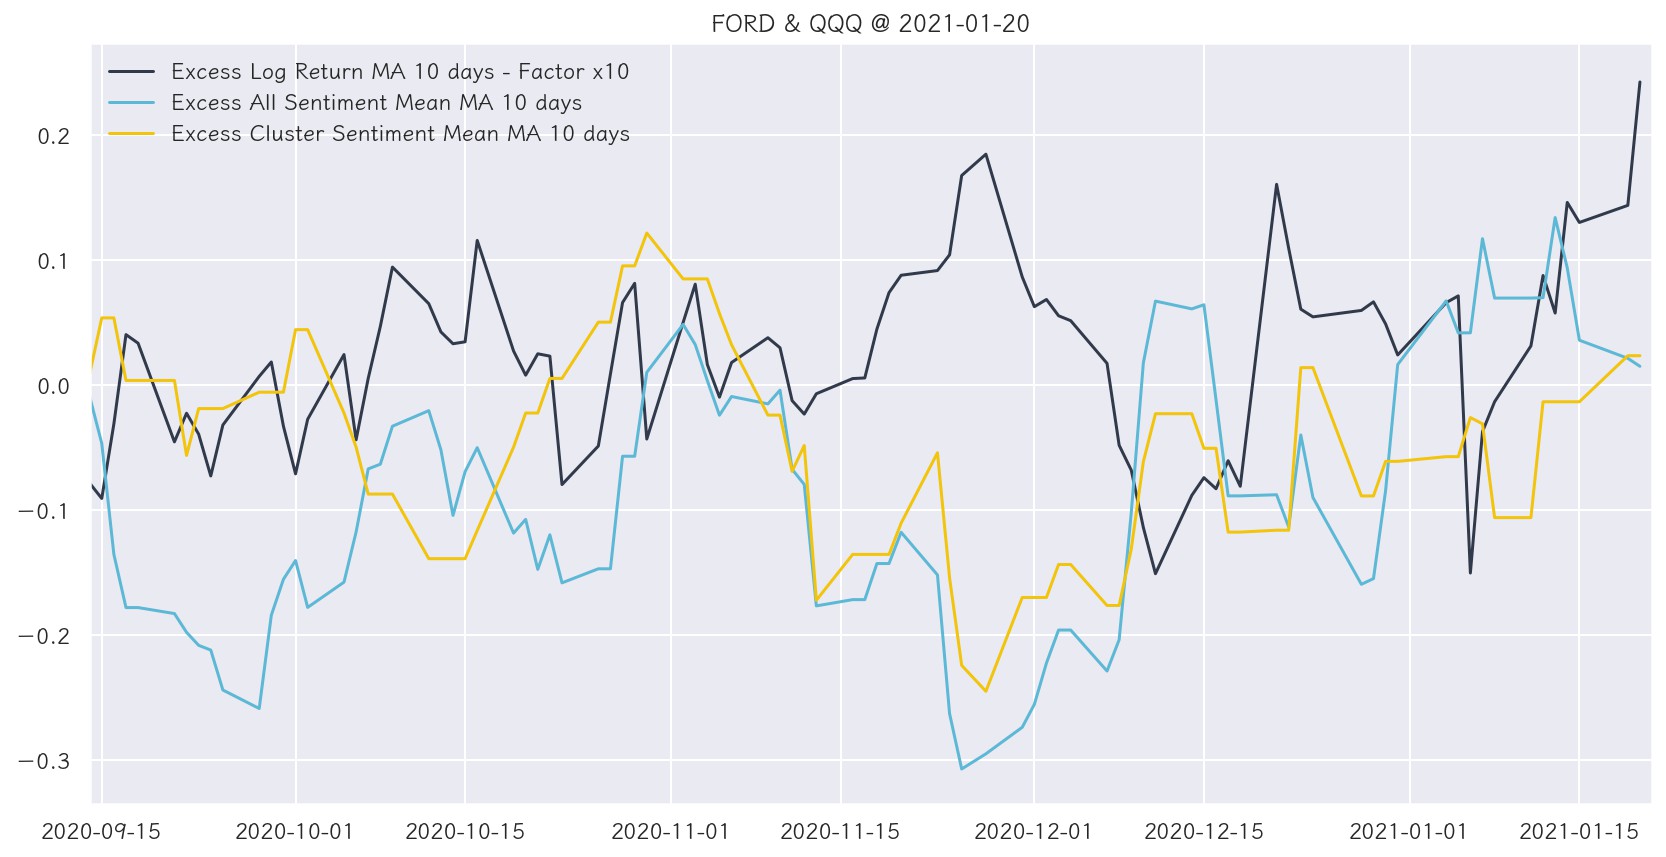 FORD & QQQ @ 2021-01-20
Excess Log Return MA 10 days - Factor x10
Excess All Sentiment Mean MA 10 days
Excess Cluster Sentiment Mean MA 10 days
0.2
0.1
0.0
−0.1
−0.2
−0.3
2020-09-15 2020-10-01 2020-10-15 2020-11-01 2020-11-15 2020-12-01 2020-12-15 2021-01-01 2021-01-15